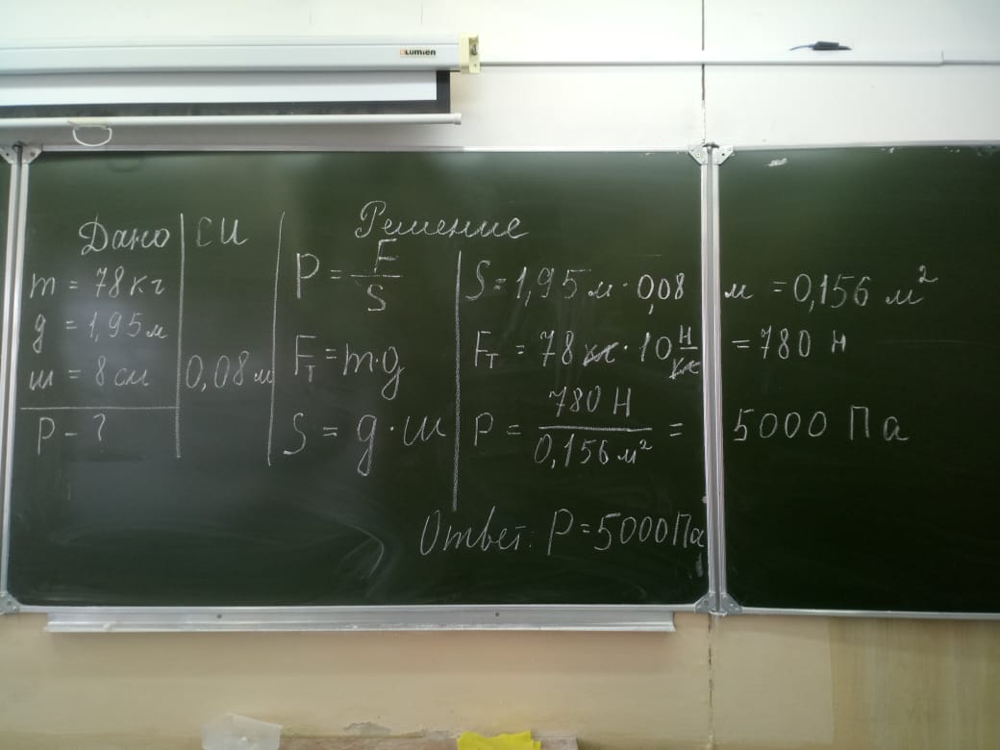 Lumien
Дано
СИ
Решение
m = 78 кг
g = 1,95 м
ш = 8 см
0,08 м
P - ?
P = F/S
Fт = m·g
S = g·ш
S = 1,95 м · 0,08 м = 0,156 м²
Fт = 78 кг · 10 Н/кг = 780 Н
P = 780 Н/0,156 м² = 5000 Па
Ответ: P = 5000 Па